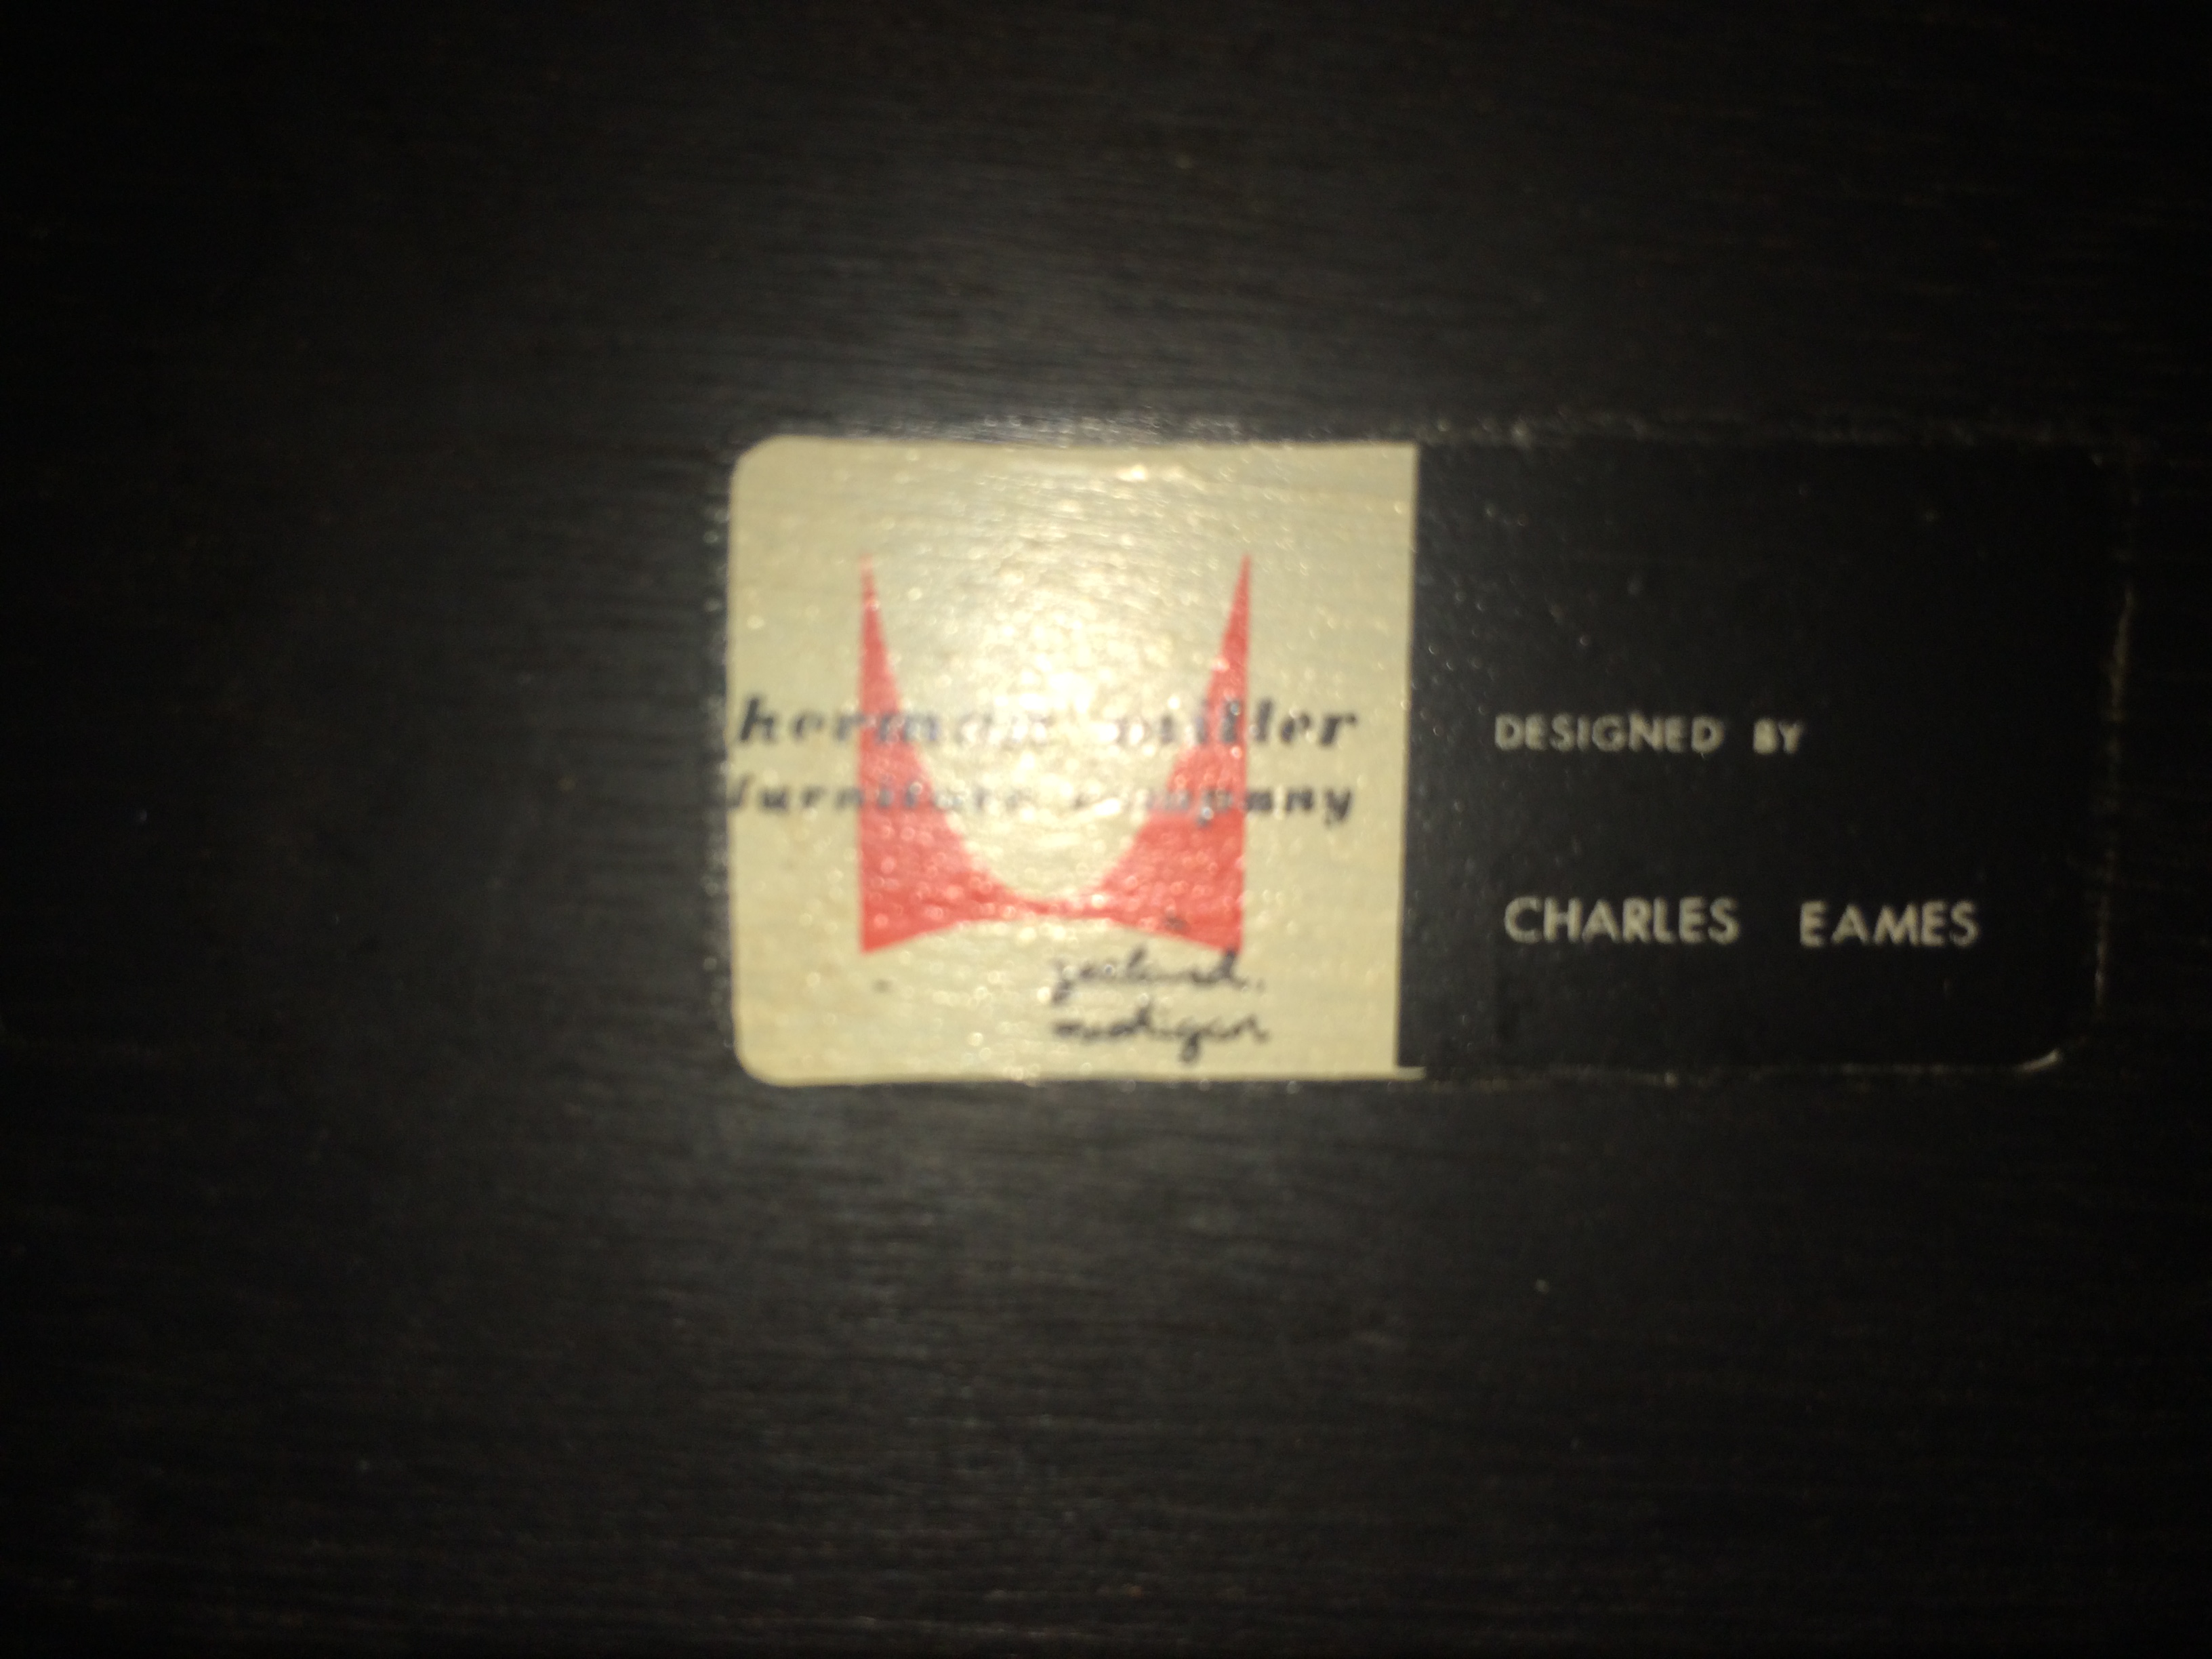 herman miller
furniture company
zeeland,
michigan
DESIGNED BY
CHARLES EAMES